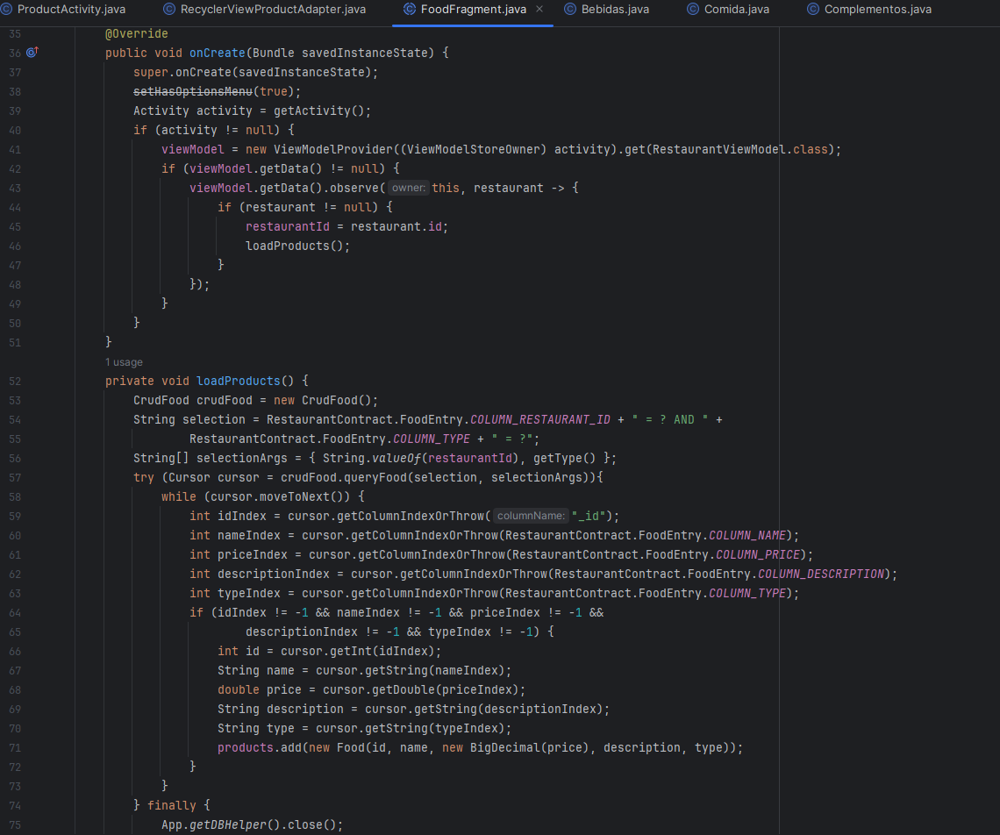 ProductActivity.java RecyclerViewProductAdapter.java FoodFragment.java Bebidas.java Comida.java Complementos.java
35 @Override
36 public void onCreate(Bundle savedInstanceState) {
37 super.onCreate(savedInstanceState);
38 setHasOptionsMenu(true);
39 Activity activity = getActivity();
40 if (activity != null) {
41 viewModel = new ViewModelProvider((ViewModelStoreOwner) activity).get(RestaurantViewModel.class);
42 if (viewModel.getData() != null) {
43 viewModel.getData().observe( owner: this, restaurant -> {
44 if (restaurant != null) {
45 restaurantId = restaurant.id;
46 loadProducts();
47 }
48 });
49 }
50 }
51 }
1 usage
52 private void loadProducts() {
53 CrudFood crudFood = new CrudFood();
54 String selection = RestaurantContract.FoodEntry.COLUMN_RESTAURANT_ID + " = ? AND " +
55 RestaurantContract.FoodEntry.COLUMN_TYPE + " = ?";
56 String[] selectionArgs = { String.valueOf(restaurantId), getType() };
57 try (Cursor cursor = crudFood.queryFood(selection, selectionArgs)){
58 while (cursor.moveToNext()) {
59 int idIndex = cursor.getColumnIndexOrThrow( columnName: "_id");
60 int nameIndex = cursor.getColumnIndexOrThrow(RestaurantContract.FoodEntry.COLUMN_NAME);
61 int priceIndex = cursor.getColumnIndexOrThrow(RestaurantContract.FoodEntry.COLUMN_PRICE);
62 int descriptionIndex = cursor.getColumnIndexOrThrow(RestaurantContract.FoodEntry.COLUMN_DESCRIPTION);
63 int typeIndex = cursor.getColumnIndexOrThrow(RestaurantContract.FoodEntry.COLUMN_TYPE);
64 if (idIndex != -1 && nameIndex != -1 && priceIndex != -1 &&
65 descriptionIndex != -1 && typeIndex != -1) {
66 int id = cursor.getInt(idIndex);
67 String name = cursor.getString(nameIndex);
68 double price = cursor.getDouble(priceIndex);
69 String description = cursor.getString(descriptionIndex);
70 String type = cursor.getString(typeIndex);
71 products.add(new Food(id, name, new BigDecimal(price), description, type));
72 }
73 }
74 } finally {
75 App.getDBHelper().close();